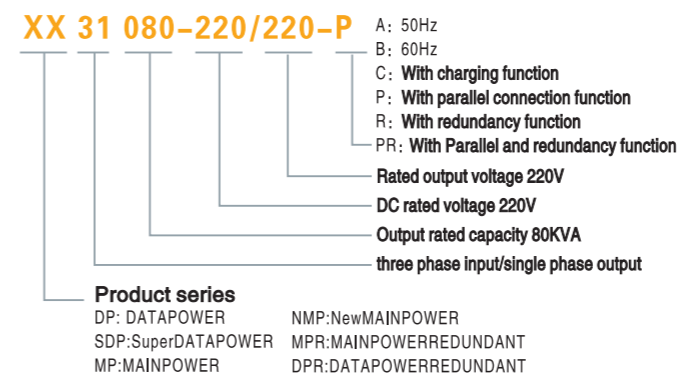 XX 31 080-220/220-P
A: 50Hz
B: 60Hz
C: With charging function
P: With parallel connection function
R: With redundancy function
PR: With Parallel and redundancy function
Rated output voltage 220V
DC rated voltage 220V
Output rated capacity 80KVA
three phase input/single phase output
Product series
DP: DATAPOWER NMP:NewMAINPOWER
SDP:SuperDATAPOWER MPR:MAINPOWERREDUNDANT
MP:MAINPOWER DPR:DATAPOWERREDUNDANT